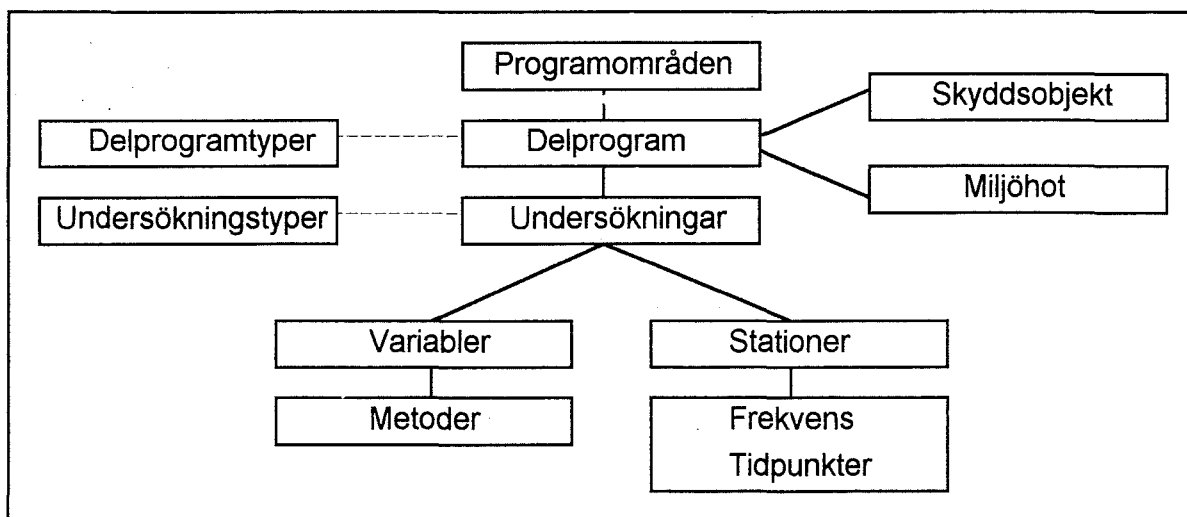 Programområden
Skyddsobjekt
Delprogramtyper
Delprogram
Miljöhot
Undersökningstyper
Undersökningar
Variabler
Stationer
Metoder
Frekvens
Tidpunkter